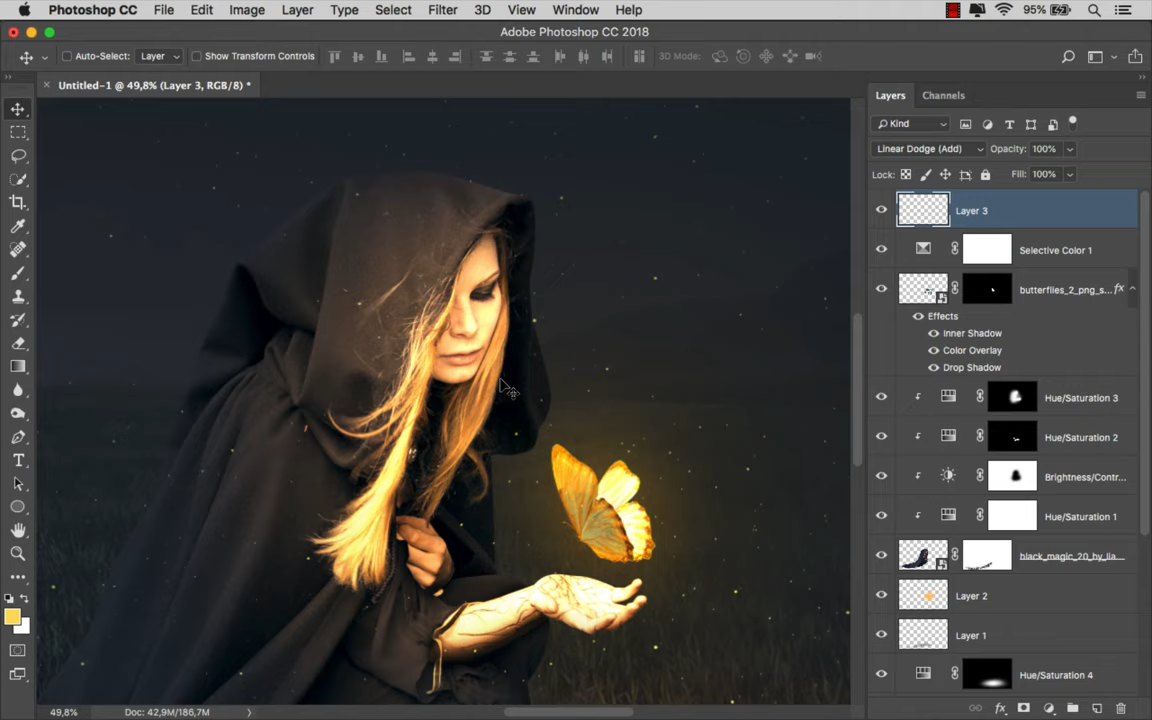 Photoshop CC File Edit Image Layer Type Select Filter 3D View Window Help 95%
Adobe Photoshop CC 2018
Auto-Select: Layer Show Transform Controls 3D Mode:
× Untitled-1 @ 49,8% (Layer 3, RGB/8) *
Layers Channels
Kind
Linear Dodge (Add) Opacity: 100%
Lock: Fill: 100%
Layer 3
Selective Color 1
butterflies_2_png_s... fx
Effects
Inner Shadow
Color Overlay
Drop Shadow
Hue/Saturation 3
Hue/Saturation 2
Brightness/Contr...
Hue/Saturation 1
black_magic_20_by_lia...
Layer 2
Layer 1
Hue/Saturation 4
49,8% Doc: 42,9M/186,7M
fx